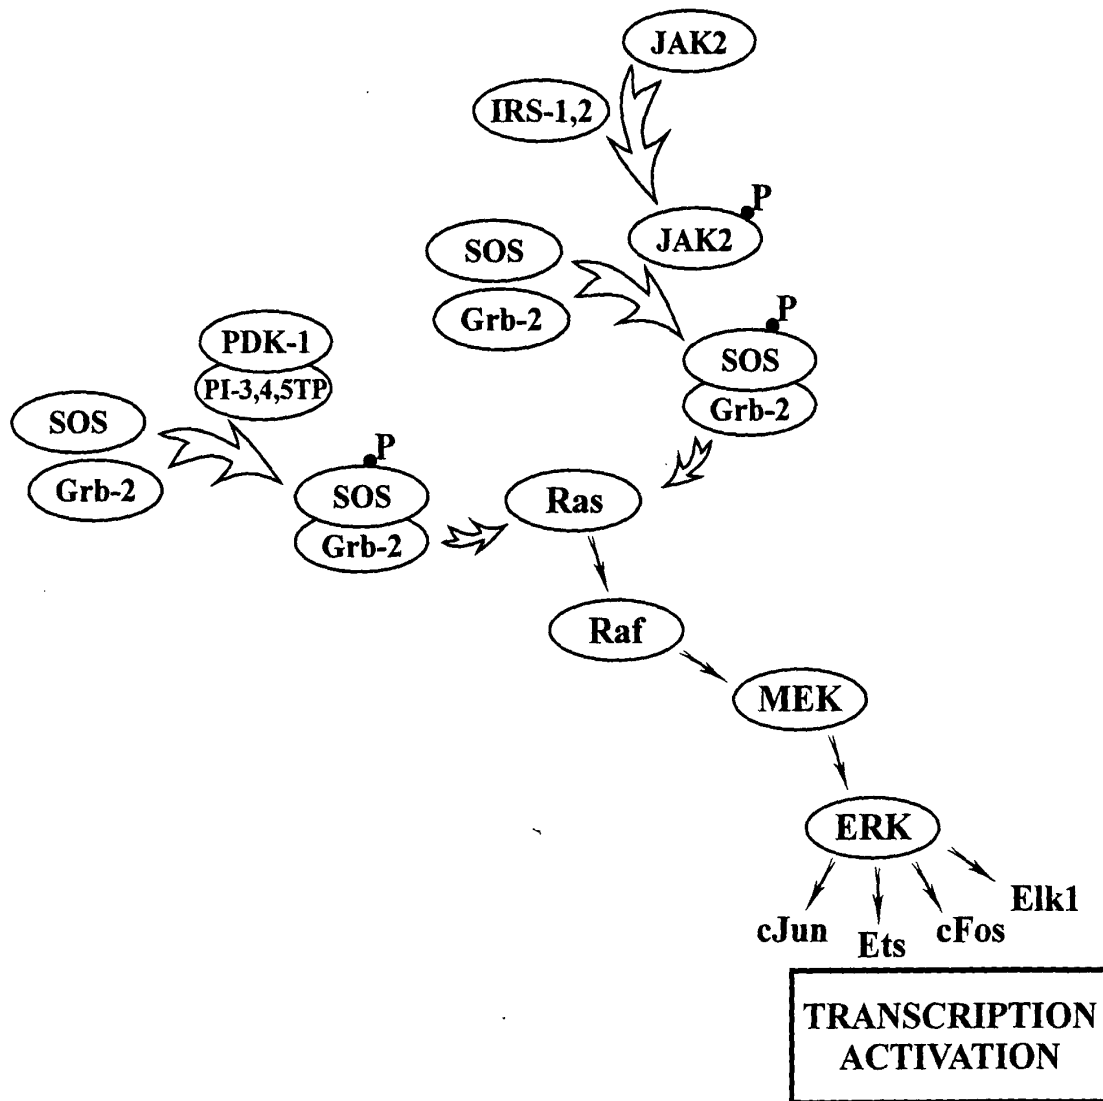 JAK2
IRS-1,2
P
JAK2
SOS
Grb-2
P
SOS
Grb-2
PDK-1
PI-3,4,5TP
SOS
Grb-2
P
SOS
Grb-2
Ras
Raf
MEK
ERK
cJun
Ets
cFos
Elk1
TRANSCRIPTION
ACTIVATION